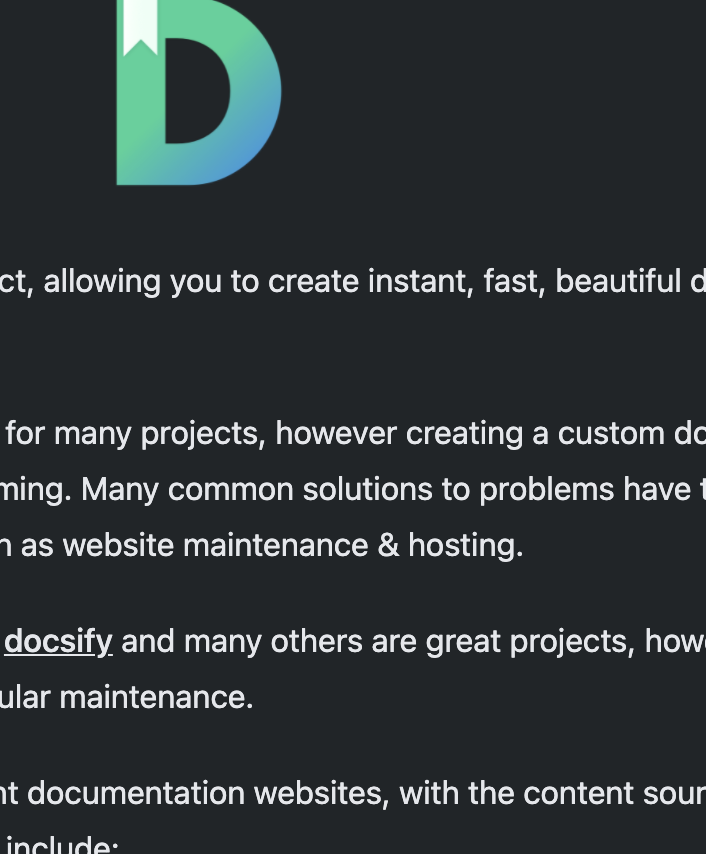 D
ct, allowing you to create instant, fast, beautiful d
for many projects, however creating a custom do
ming. Many common solutions to problems have t
n as website maintenance & hosting.
docsify and many others are great projects, howe
ular maintenance.
nt documentation websites, with the content sour
include: